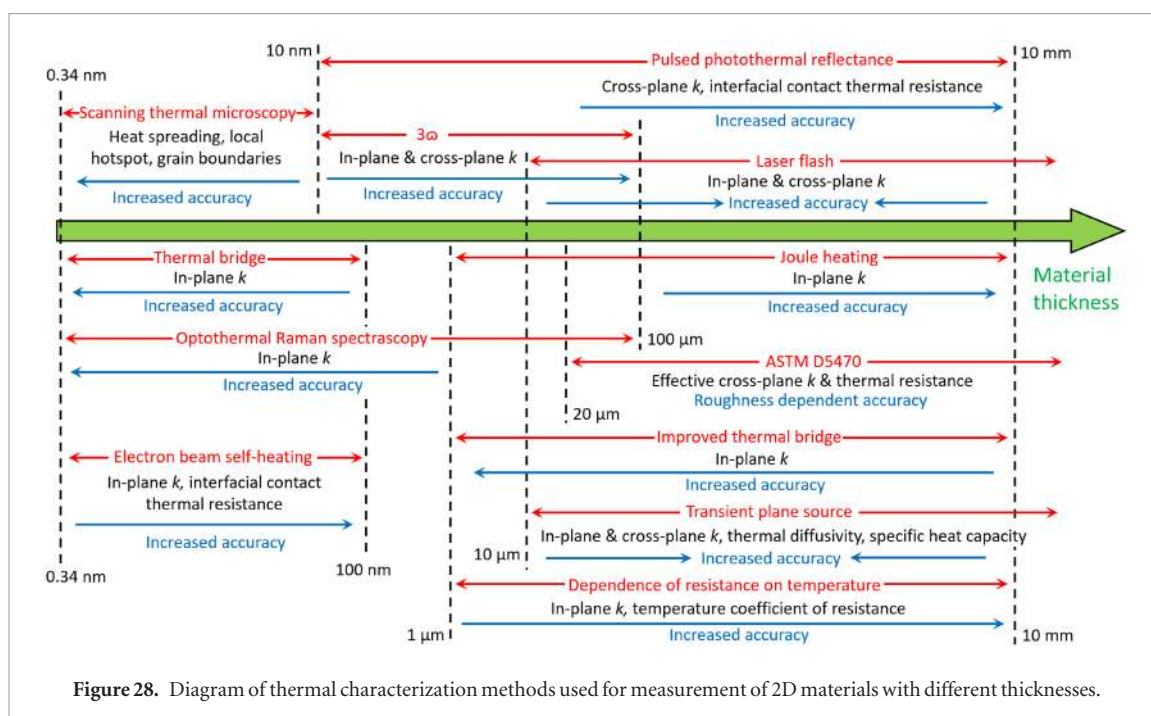 10 nm
Pulsed photothermal reflectance
10 mm
0.34 nm
Cross-plane k, interfacial contact thermal resistance
Increased accuracy
Scanning thermal microscopy
Heat spreading, local
hotspot, grain boundaries
Increased accuracy
3ω
In-plane & cross-plane k
Increased accuracy
Laser flash
In-plane & cross-plane k
Increased accuracy
Thermal bridge
In-plane k
Increased accuracy
Joule heating
In-plane k
Increased accuracy
Material
thickness
Optothermal Raman spectroscopy
In-plane k
Increased accuracy
100 μm
ASTM D5470
Effective cross-plane k & thermal resistance
Roughness dependent accuracy
20 μm
Electron beam self-heating
In-plane k, interfacial contact
thermal resistance
Increased accuracy
Improved thermal bridge
In-plane k
Increased accuracy
Transient plane source
In-plane & cross-plane k, thermal diffusivity, specific heat capacity
Increased accuracy
10 μm
0.34 nm
100 nm
Dependence of resistance on temperature
In-plane k, temperature coefficient of resistance
Increased accuracy
1 μm
10 mm
Figure 28. Diagram of thermal characterization methods used for measurement of 2D materials with different thicknesses.